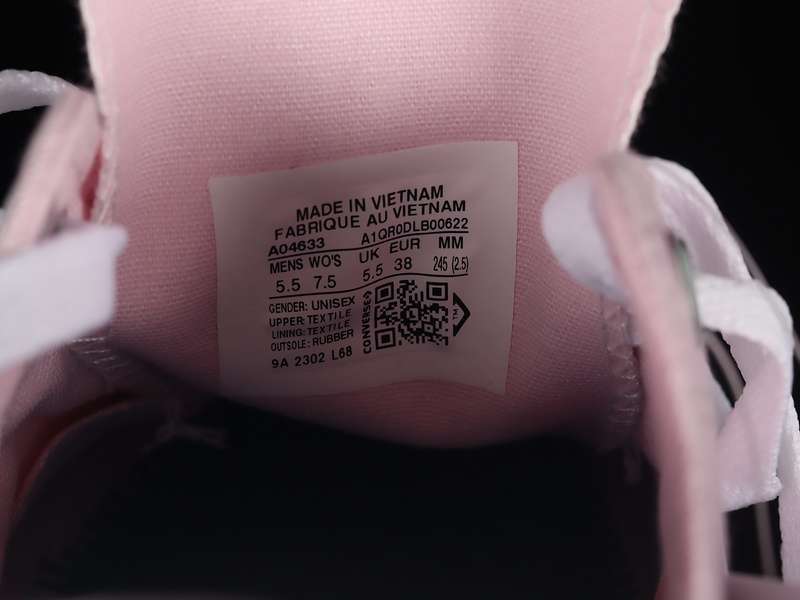 MADE IN VIETNAM
FABRIQUE AU VIETNAM
A04633 A1QR0DLB00622
MENS WO'S UK EUR MM
5.5 7.5 5.5 38 245 (2.5)
GENDER: UNISEX
UPPER: TEXTILE
LINING: TEXTILE
OUTSOLE: RUBBER
9A 2302 L68
CONVERSE
TM